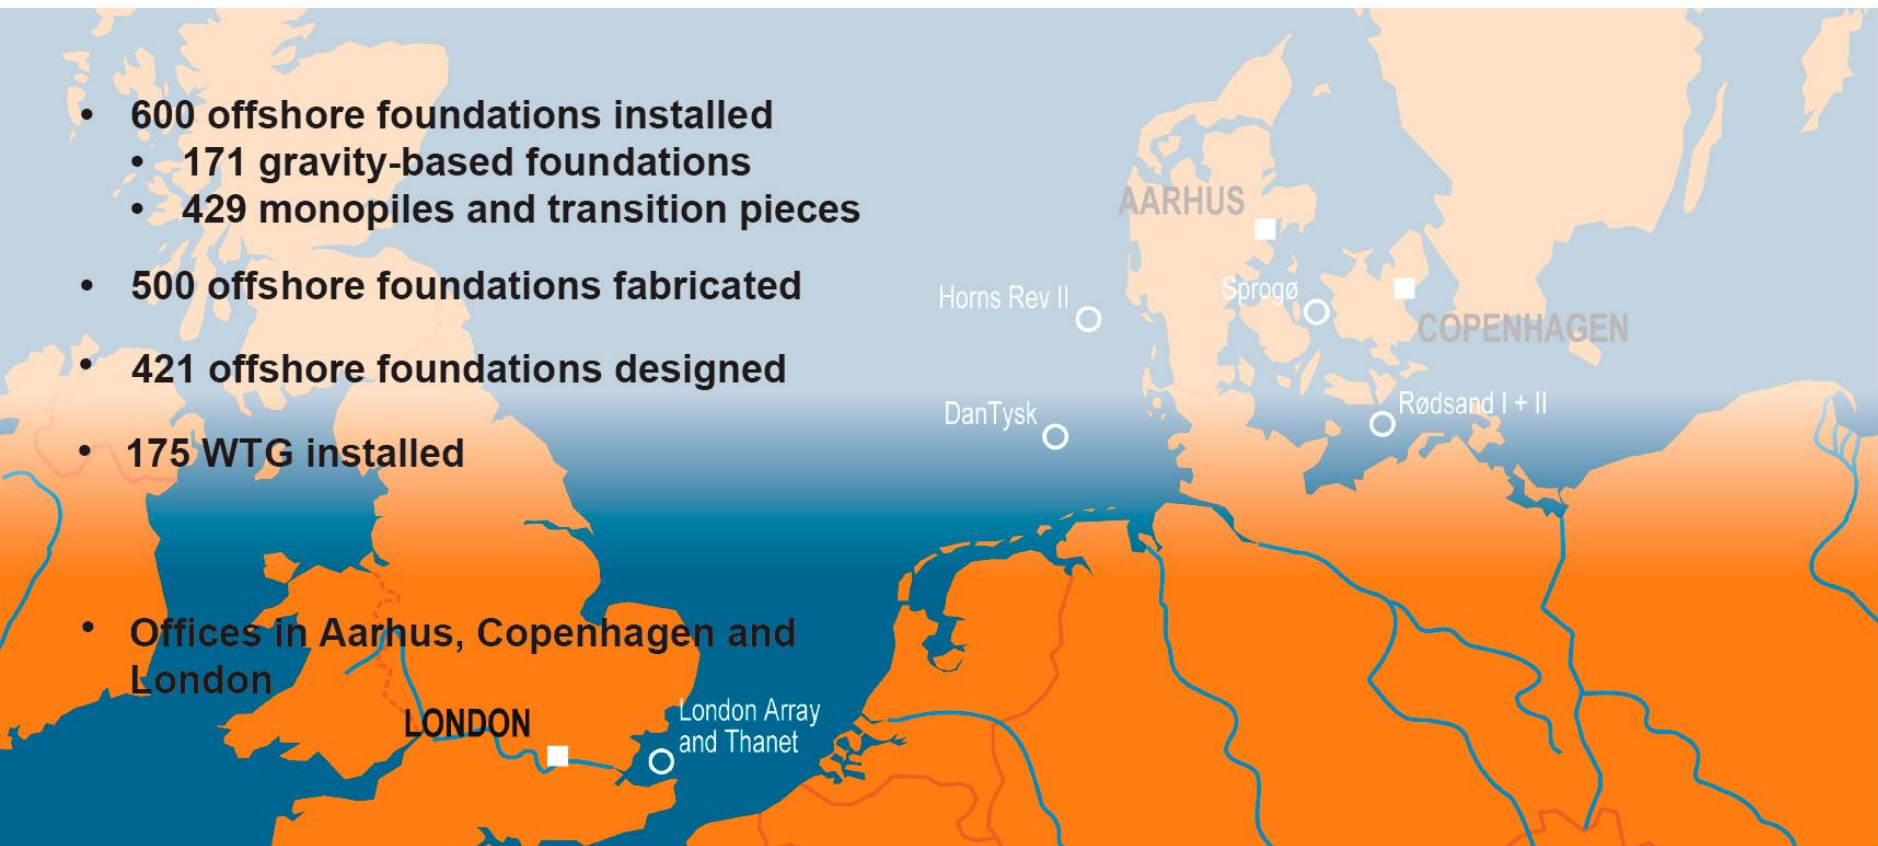 • 600 offshore foundations installed
• 171 gravity-based foundations
• 429 monopiles and transition pieces
• 500 offshore foundations fabricated
• 421 offshore foundations designed
• 175 WTG installed
• Offices in Aarhus, Copenhagen and
London
AARHUS
Horns Rev II
Sprogø
COPENHAGEN
DanTysk
Rødsand I + II
LONDON
London Array
and Thanet